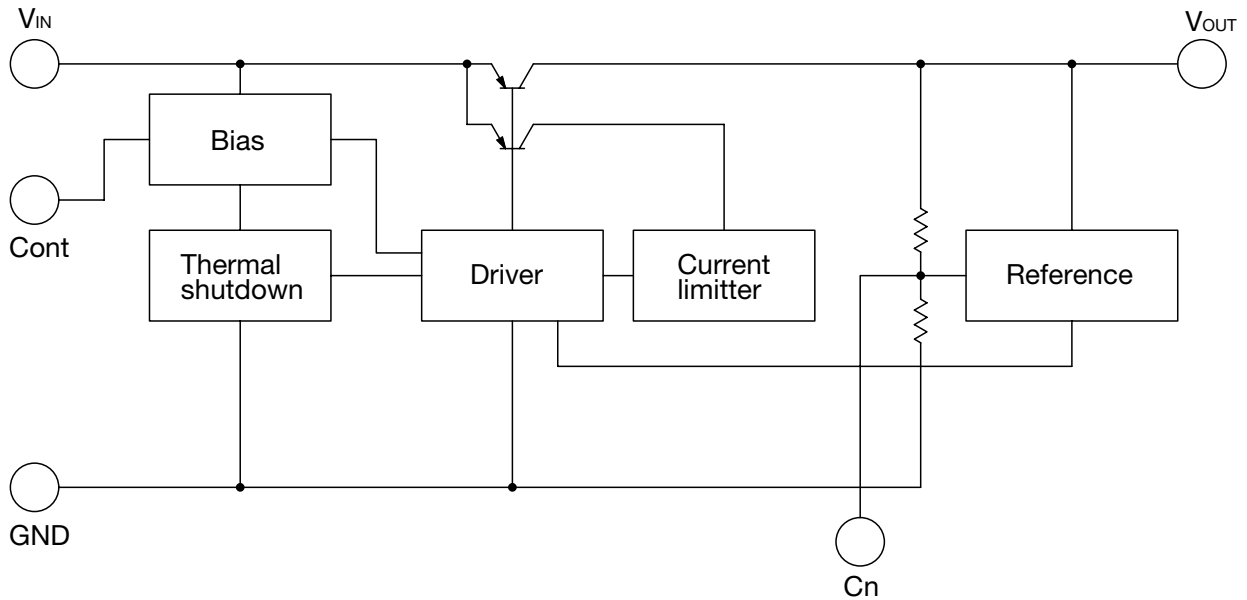 VIN
VOUT
Bias
Cont
Thermal
shutdown
Driver
Current
limitter
Reference
GND
Cn